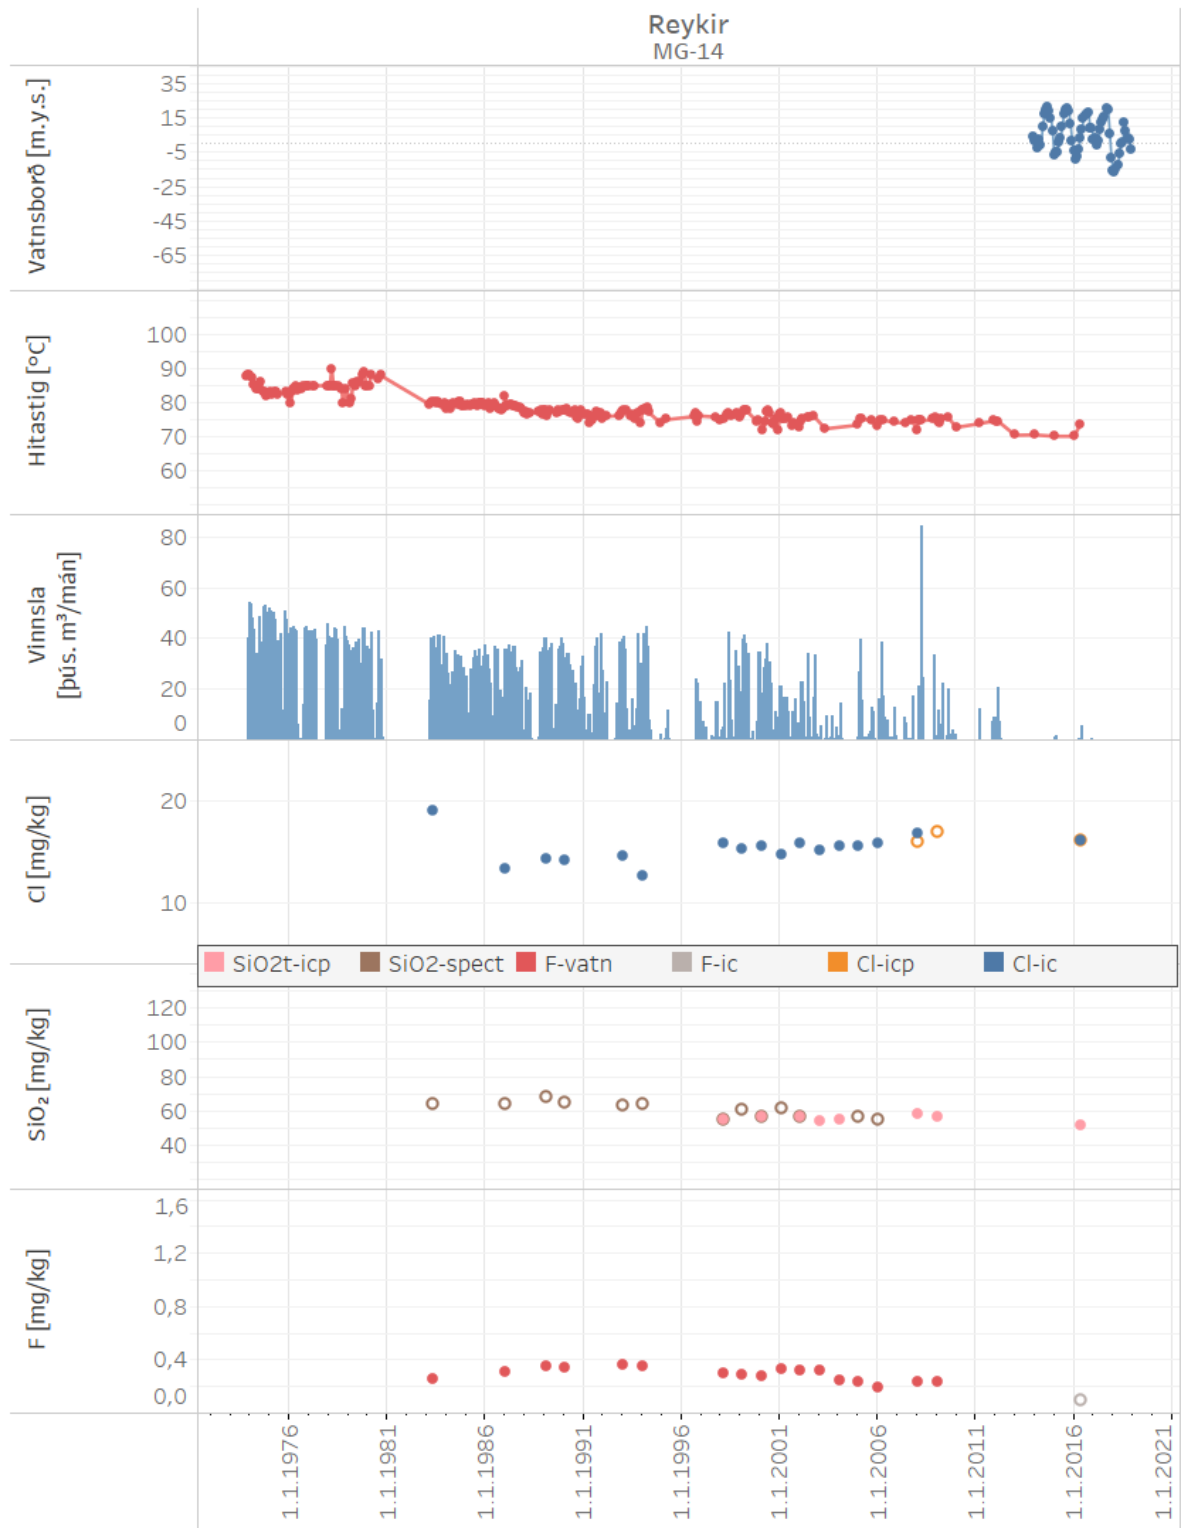 Reykir
MG-14
Vatnsborð [m.y.s.]
35
15
-5
-25
-45
-65
Hitastig [°C]
100
90
80
70
60
Vinnsla
[þús. m³/mán]
80
60
40
20
0
Cl [mg/kg]
20
10
SiO2t-icp
SiO2-spect
F-vatn
F-ic
Cl-icp
Cl-ic
SiO₂ [mg/kg]
120
100
80
60
40
F [mg/kg]
1,6
1,2
0,8
0,4
0,0
1.1.1976
1.1.1981
1.1.1986
1.1.1991
1.1.1996
1.1.2001
1.1.2006
1.1.2011
1.1.2016
1.1.2021